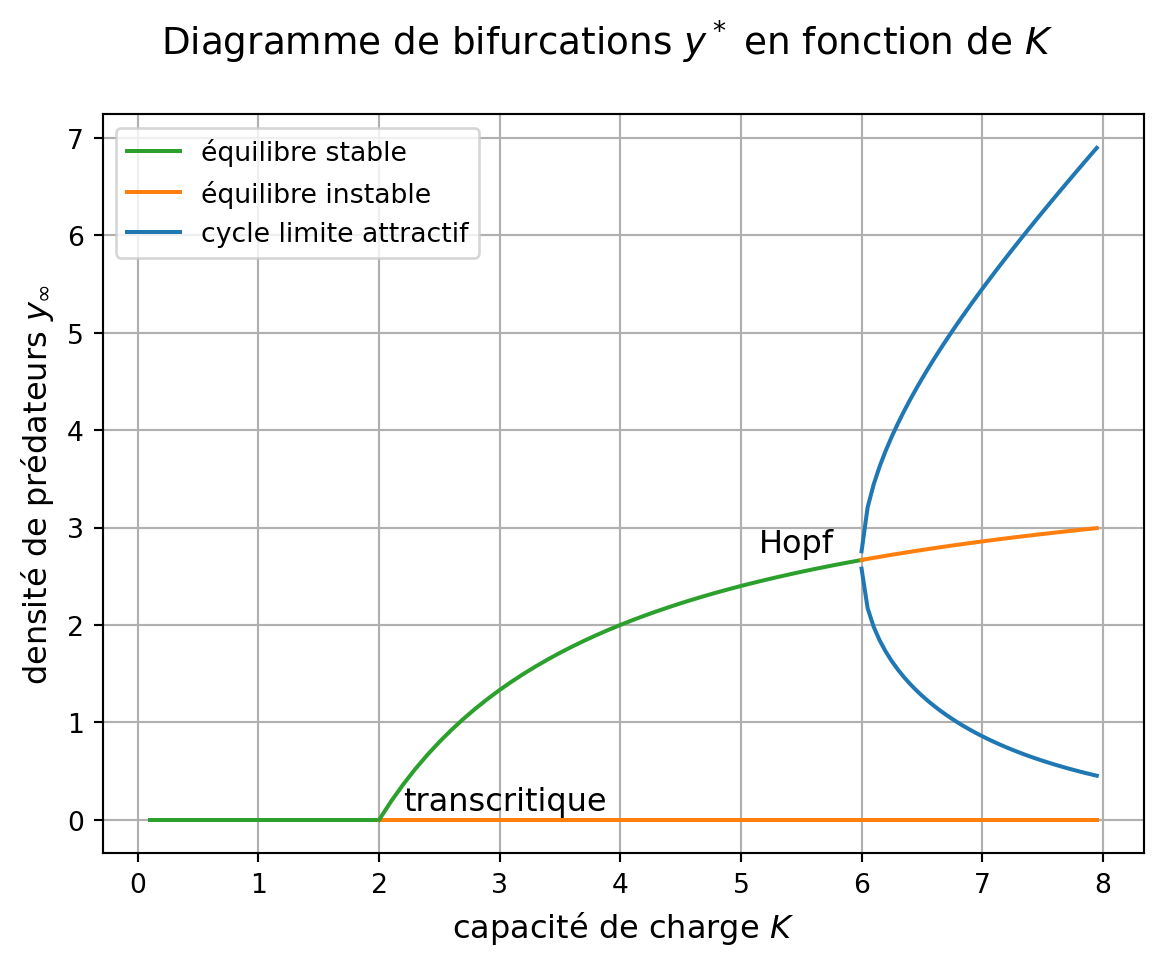 Diagramme de bifurcations y* en fonction de K
équilibre stable
équilibre instable
cycle limite attractif
densité de prédateurs y∞
7
6
5
4
3
2
1
0
Hopf
transcritique
0 1 2 3 4 5 6 7 8
capacité de charge K